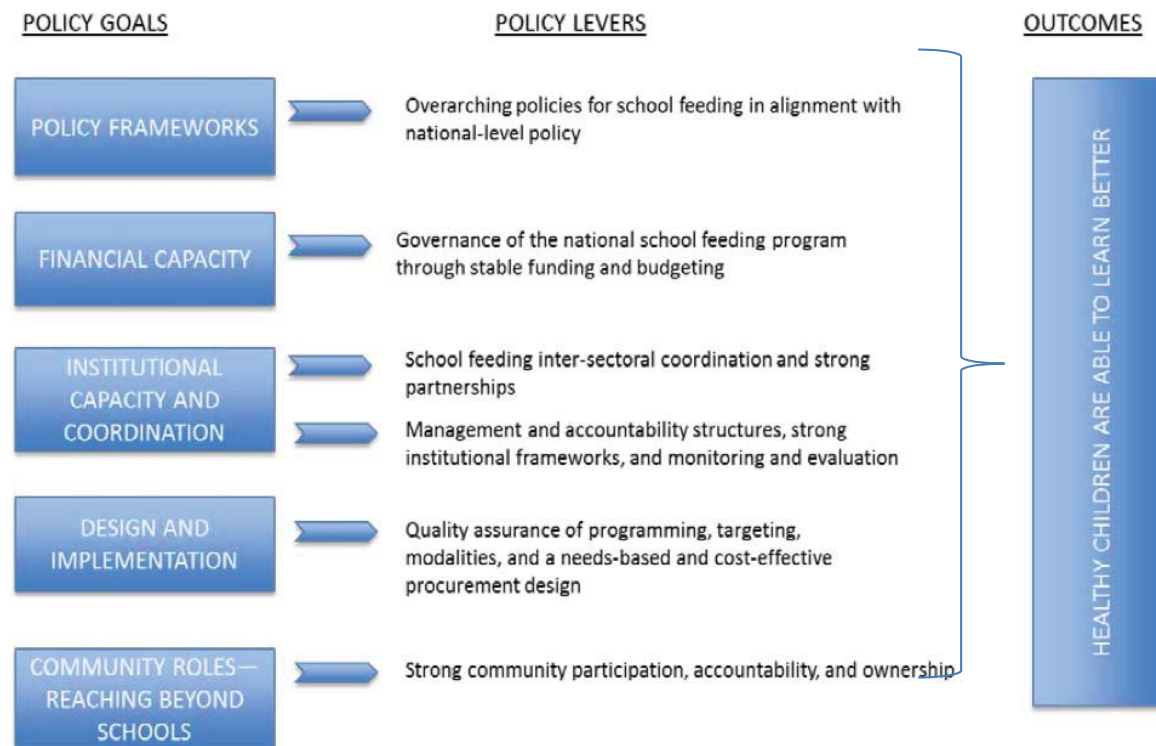 POLICY GOALS
POLICY LEVERS
OUTCOMES
POLICY FRAMEWORKS
Overarching policies for school feeding in alignment with
national-level policy
FINANCIAL CAPACITY
Governance of the national school feeding program
through stable funding and budgeting
INSTITUTIONAL
CAPACITY AND
COORDINATION
School feeding inter-sectoral coordination and strong
partnerships
Management and accountability structures, strong
institutional frameworks, and monitoring and evaluation
DESIGN AND
IMPLEMENTATION
Quality assurance of programming, targeting,
modalities, and a needs-based and cost-effective
procurement design
COMMUNITY ROLES—
REACHING BEYOND
SCHOOLS
Strong community participation, accountability, and ownership
HEALTHY CHILDREN ARE ABLE TO LEARN BETTER